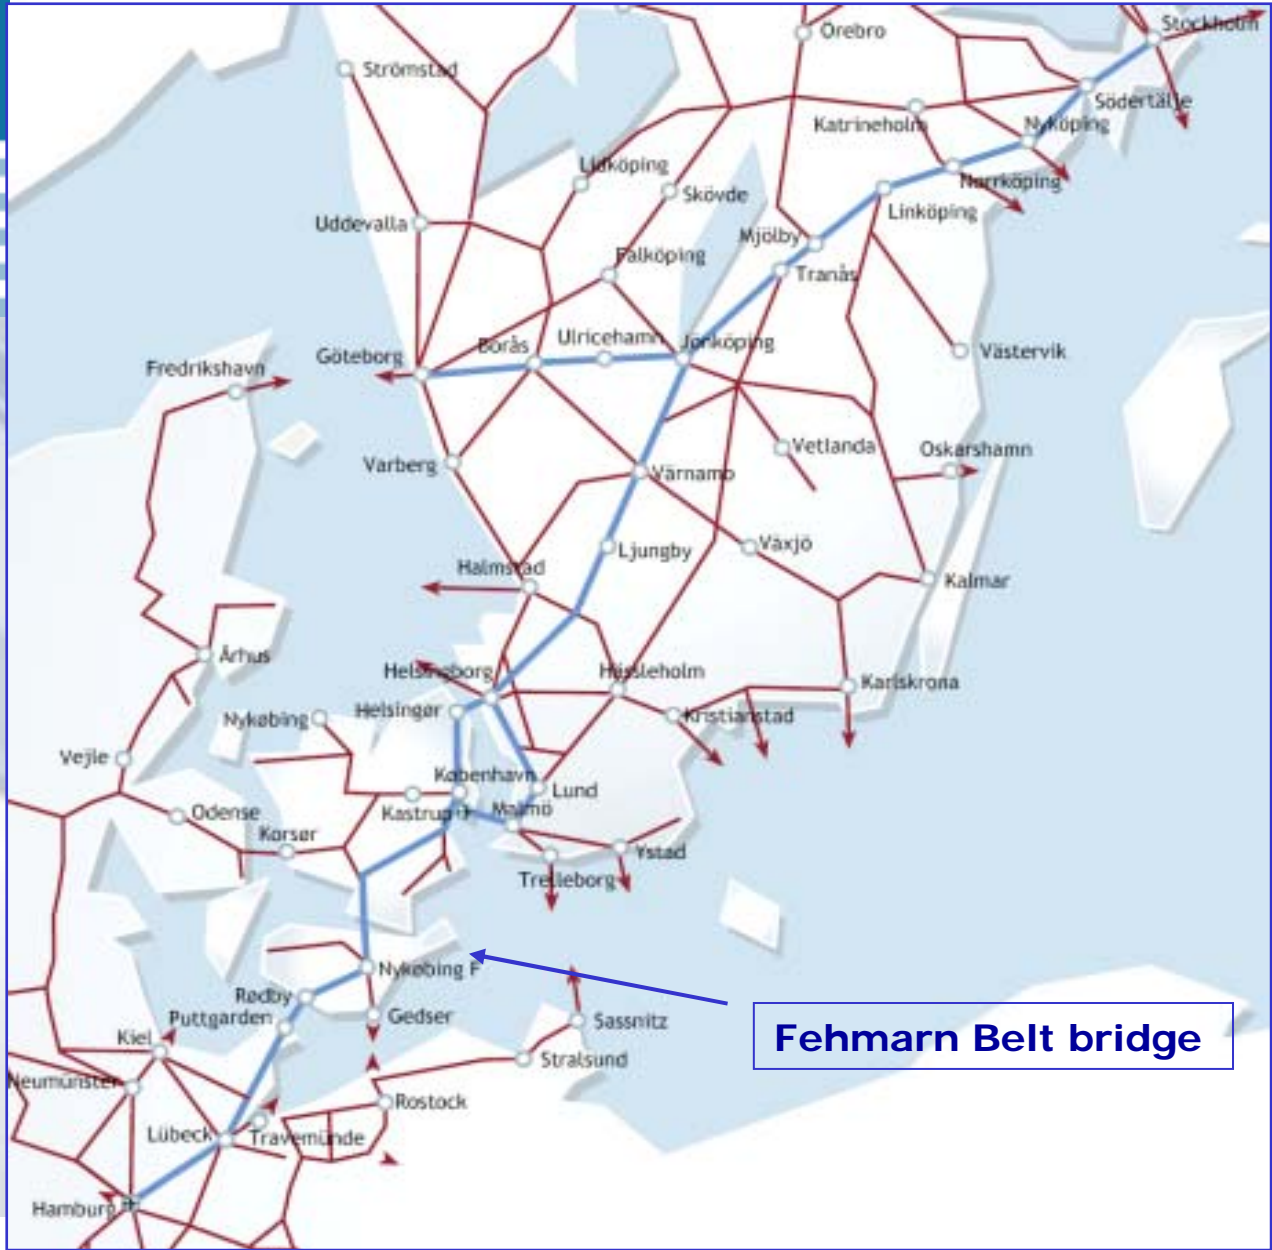 Stockholm
Örebro
Strömstad
Södertälje
Katrineholm
Nyköping
Lidköping
Norrköping
Skövde
Linköping
Uddevalla
Mjölby
Falköping
Tranås
Ulricehamn
Jönköping
Borås
Göteborg
Västervik
Fredrikshavn
Vetlanda
Oskarshamn
Varberg
Värnamo
Växjö
Ljungby
Halmstad
Kalmar
Århus
Helsingborg
Hässleholm
Karlskrona
Helsingør
Nykøbing
Kristianstad
Vejle
København
Lund
Kastrup
Malmö
Odense
Korsør
Ystad
Trelleborg
Nykøbing F
Rødby
Puttgarden
Gedser
Sassnitz
Fehmarn Belt bridge
Kiel
Stralsund
Neumünster
Rostock
Lübeck
Travemünde
Hamburg